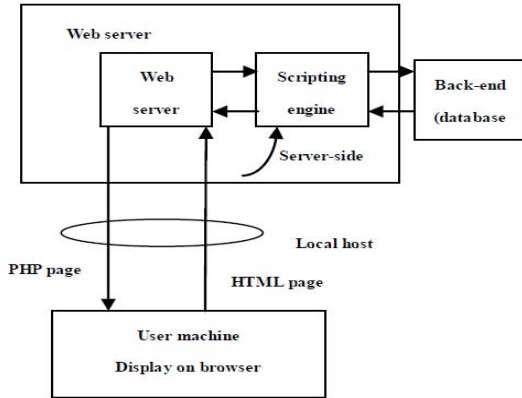 Web server
Web
server
Scripting
engine
Back-end
(database
Server-side
Local host
PHP page
HTML page
User machine
Display on browser